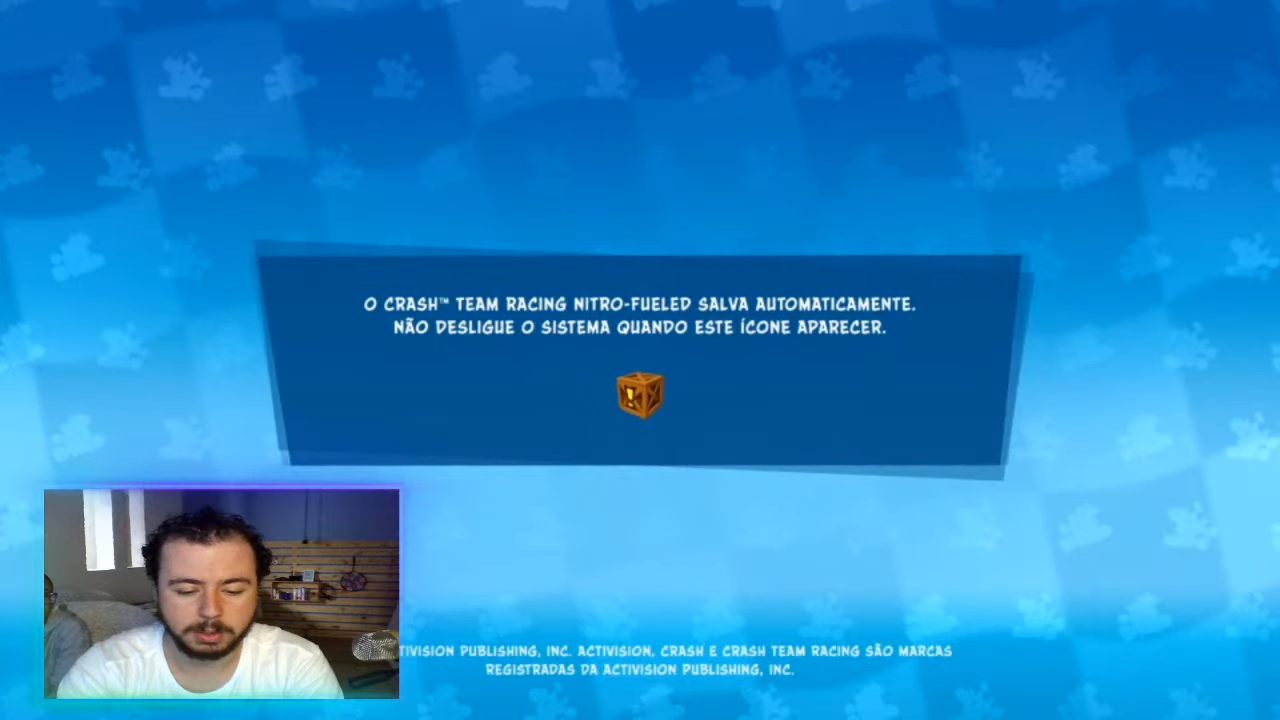 O CRASH™ TEAM RACING NITRO-FUELED SALVA AUTOMATICAMENTE.
NÃO DESLIGUE O SISTEMA QUANDO ESTE ÍCONE APARECER.
PUBLISHING, INC. ACTIVISION, CRASH E CRASH TEAM RACING SÃO MARCAS
REGISTRADAS DA ACTIVISION PUBLISHING, INC.